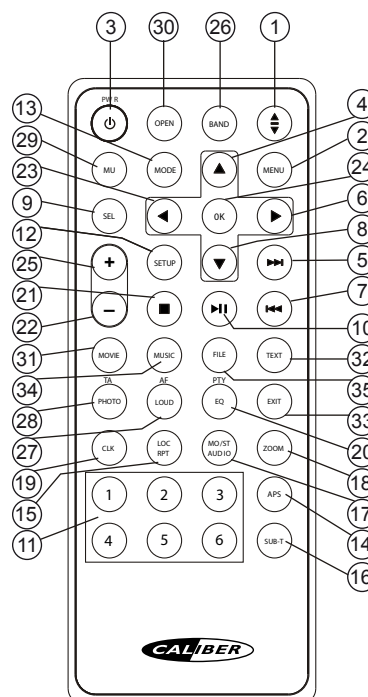 3 30 26 1
PW R
OPEN BAND
13 4
29 MU MODE MENU 2
23 24
9 SEL OK 6
12 8
25 + SETUP 5
21 7
22 − 10
31 MOVIE MUSIC FILE TEXT 32
34 TA AF PTY 35
28 PHOTO LOUD EQ EXIT 33
27 20
19 CLK LOC RPT MO/ST AUDIO ZOOM 18
15 17
11 1 2 3 APS 14
4 5 6 SUB-T 16
CALIBER